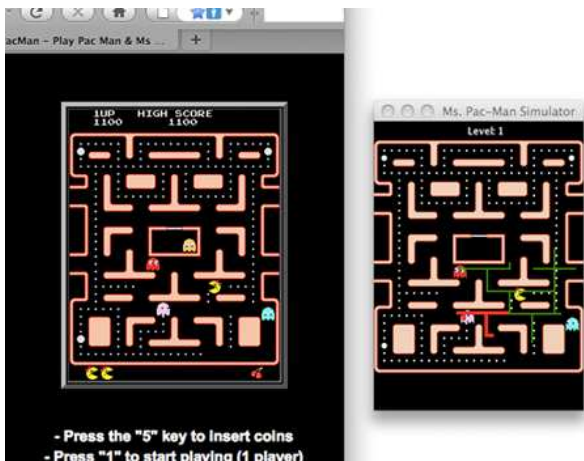 acMan - Play Pac Man & Ms ...
1UP HIGH SCORE
1100 1100
- Press the "5" key to insert coins
- Press "1" to start playing (1 player)
Ms. Pac-Man Simulator
Level: 1